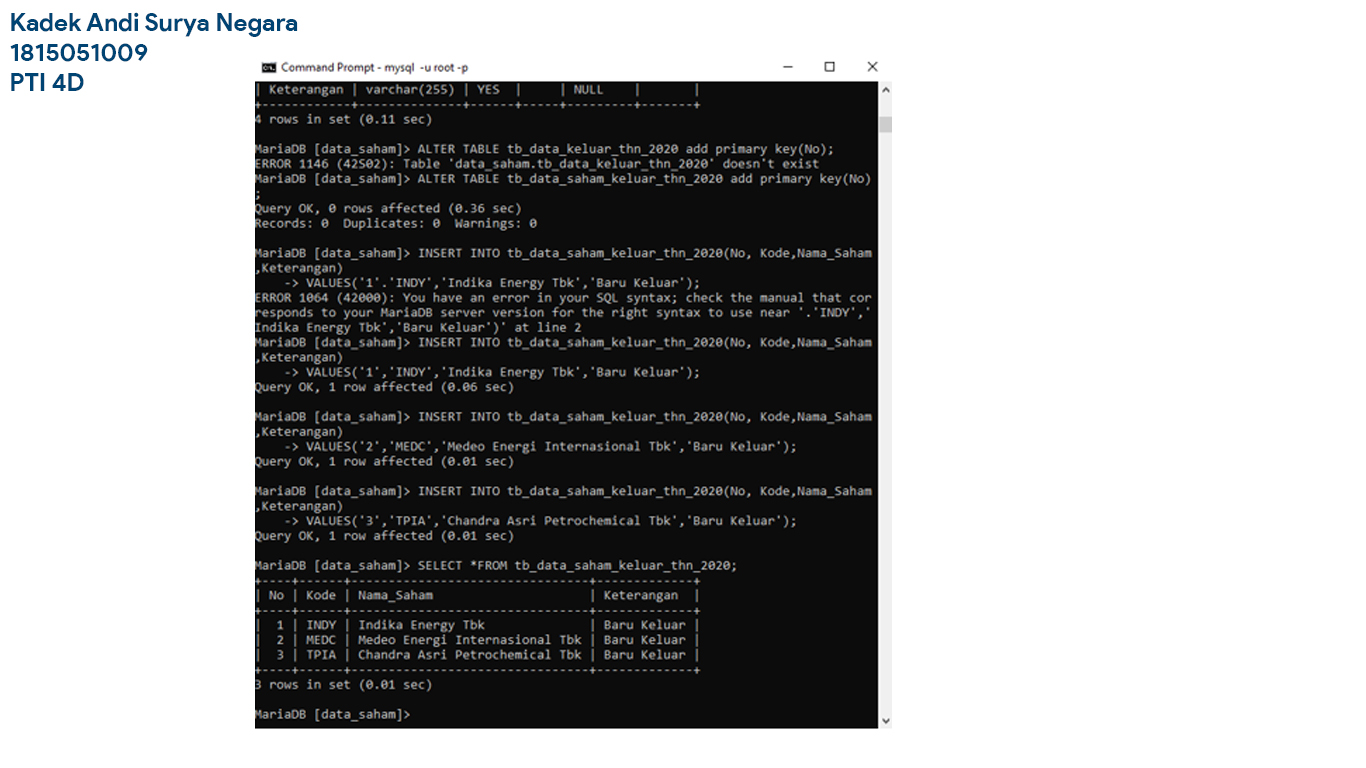 Kadek Andi Surya Negara
1815051009
PTI 4D
Command Prompt - mysql -u root -p
| Keterangan | varchar(255) | YES  |     | NULL    |       |
+------------+--------------+------+-----+---------+-------+
4 rows in set (0.11 sec)
MariaDB [data_saham]> ALTER TABLE tb_data_keluar_thn_2020 add primary key(No);
ERROR 1146 (42S02): Table 'data_saham.tb_data_keluar_thn_2020' doesn't exist
MariaDB [data_saham]> ALTER TABLE tb_data_saham_keluar_thn_2020 add primary key(No)
;
Query OK, 0 rows affected (0.36 sec)
Records: 0  Duplicates: 0  Warnings: 0
MariaDB [data_saham]> INSERT INTO tb_data_saham_keluar_thn_2020(No, Kode,Nama_Saham
,Keterangan)
    -> VALUES('1'.'INDY','Indika Energy Tbk','Baru Keluar');
ERROR 1064 (42000): You have an error in your SQL syntax; check the manual that cor
responds to your MariaDB server version for the right syntax to use near '.'INDY','
Indika Energy Tbk','Baru Keluar')' at line 2
MariaDB [data_saham]> INSERT INTO tb_data_saham_keluar_thn_2020(No, Kode,Nama_Saham
,Keterangan)
    -> VALUES('1','INDY','Indika Energy Tbk','Baru Keluar');
Query OK, 1 row affected (0.06 sec)
MariaDB [data_saham]> INSERT INTO tb_data_saham_keluar_thn_2020(No, Kode,Nama_Saham
,Keterangan)
    -> VALUES('2','MEDC','Medeo Energi Internasional Tbk','Baru Keluar');
Query OK, 1 row affected (0.01 sec)
MariaDB [data_saham]> INSERT INTO tb_data_saham_keluar_thn_2020(No, Kode,Nama_Saham
,Keterangan)
    -> VALUES('3','TPIA','Chandra Asri Petrochemical Tbk','Baru Keluar');
Query OK, 1 row affected (0.01 sec)
MariaDB [data_saham]> SELECT *FROM tb_data_saham_keluar_thn_2020;
+----+------+--------------------------------+-------------+
| No | Kode | Nama_Saham                     | Keterangan  |
+----+------+--------------------------------+-------------+
|  1 | INDY | Indika Energy Tbk              | Baru Keluar |
|  2 | MEDC | Medeo Energi Internasional Tbk | Baru Keluar |
|  3 | TPIA | Chandra Asri Petrochemical Tbk | Baru Keluar |
+----+------+--------------------------------+-------------+
3 rows in set (0.01 sec)
MariaDB [data_saham]>